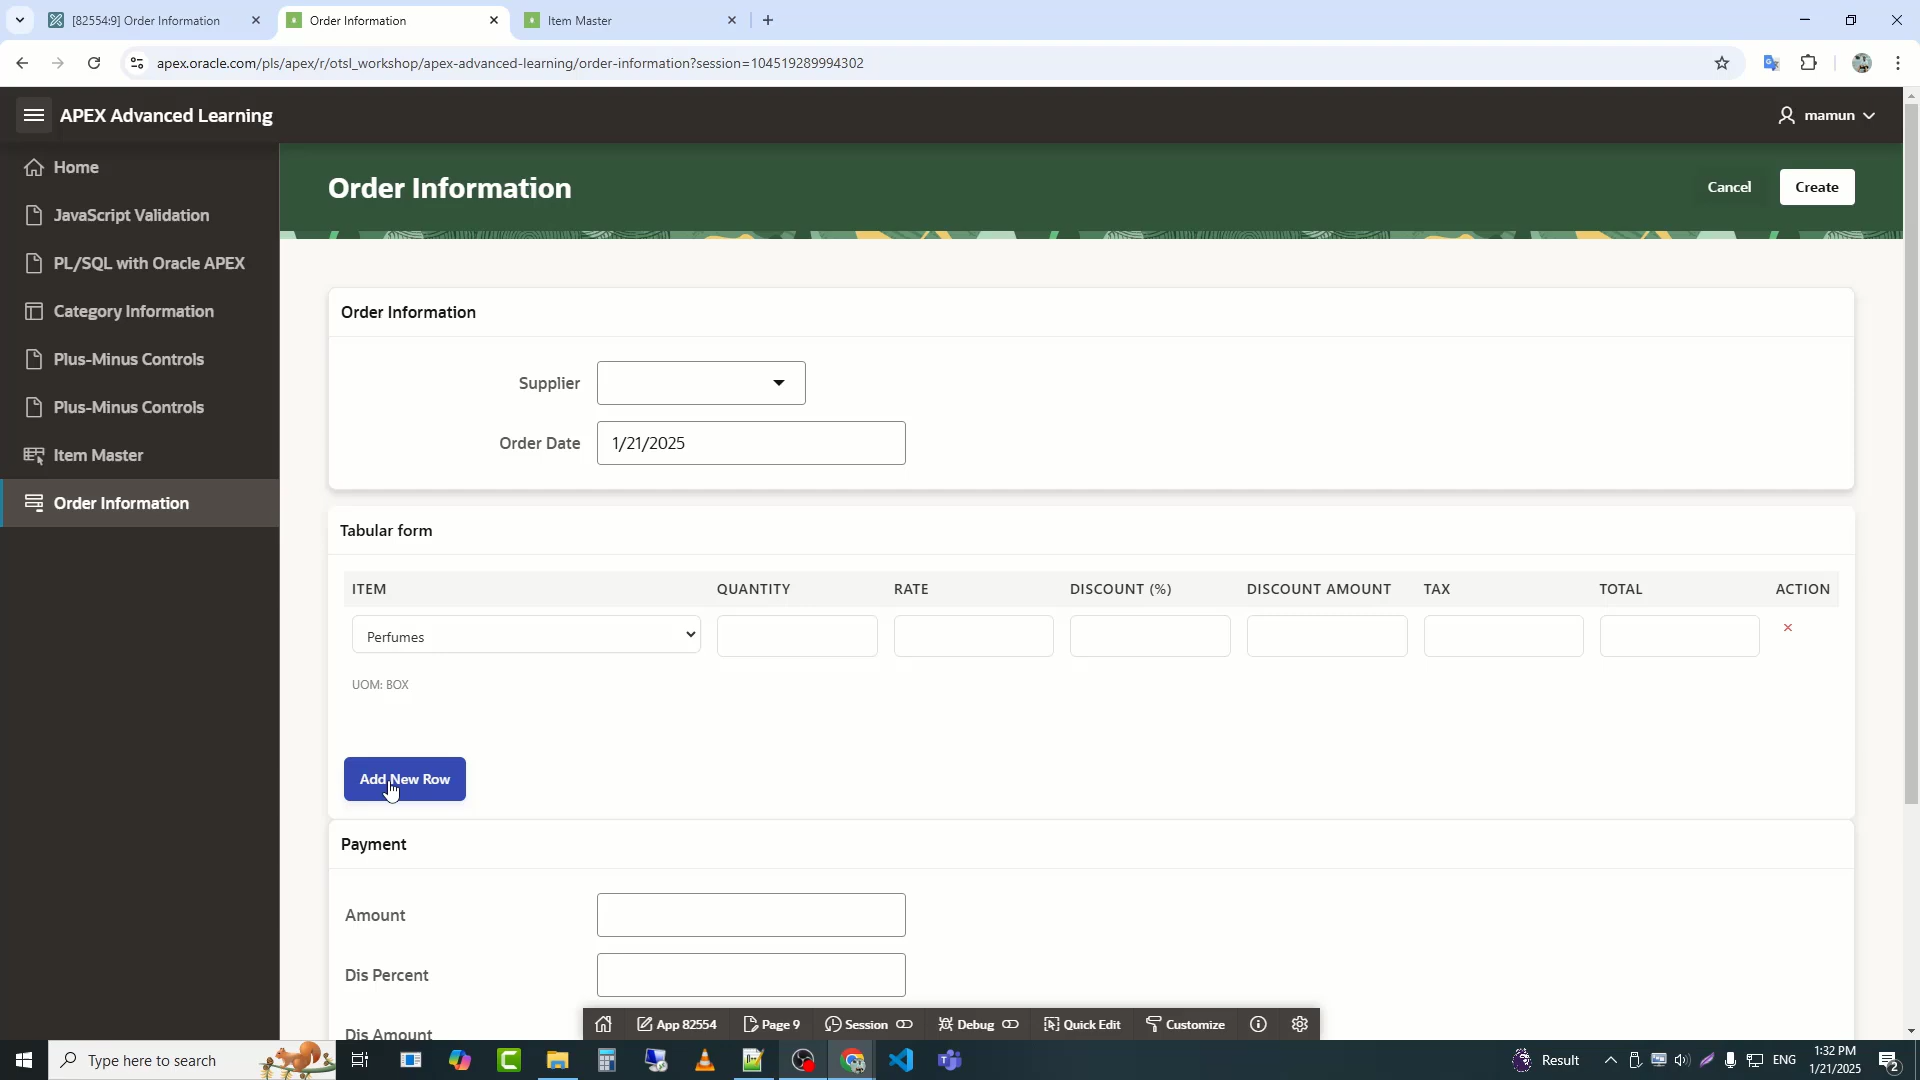 [82554:9] Order Information
Order Information
Item Master
apex.oracle.com/pls/apex/r/otsl_workshop/apex-advanced-learning/order-information?session=104519289994302
APEX Advanced Learning
mamun
Home
JavaScript Validation
PL/SQL with Oracle APEX
Category Information
Plus-Minus Controls
Plus-Minus Controls
Item Master
Order Information
Order Information
Cancel
Create
Order Information
Supplier
Order Date
1/21/2025
Tabular form
ITEM QUANTITY RATE DISCOUNT (%) DISCOUNT AMOUNT TAX TOTAL ACTION
Perfumes
UOM: BOX
Add New Row
Payment
Amount
Dis Percent
Dis Amount
App 82554 Page 9 Session Debug Quick Edit Customize
Type here to search
Result
ENG
1:32 PM
1/21/2025
2